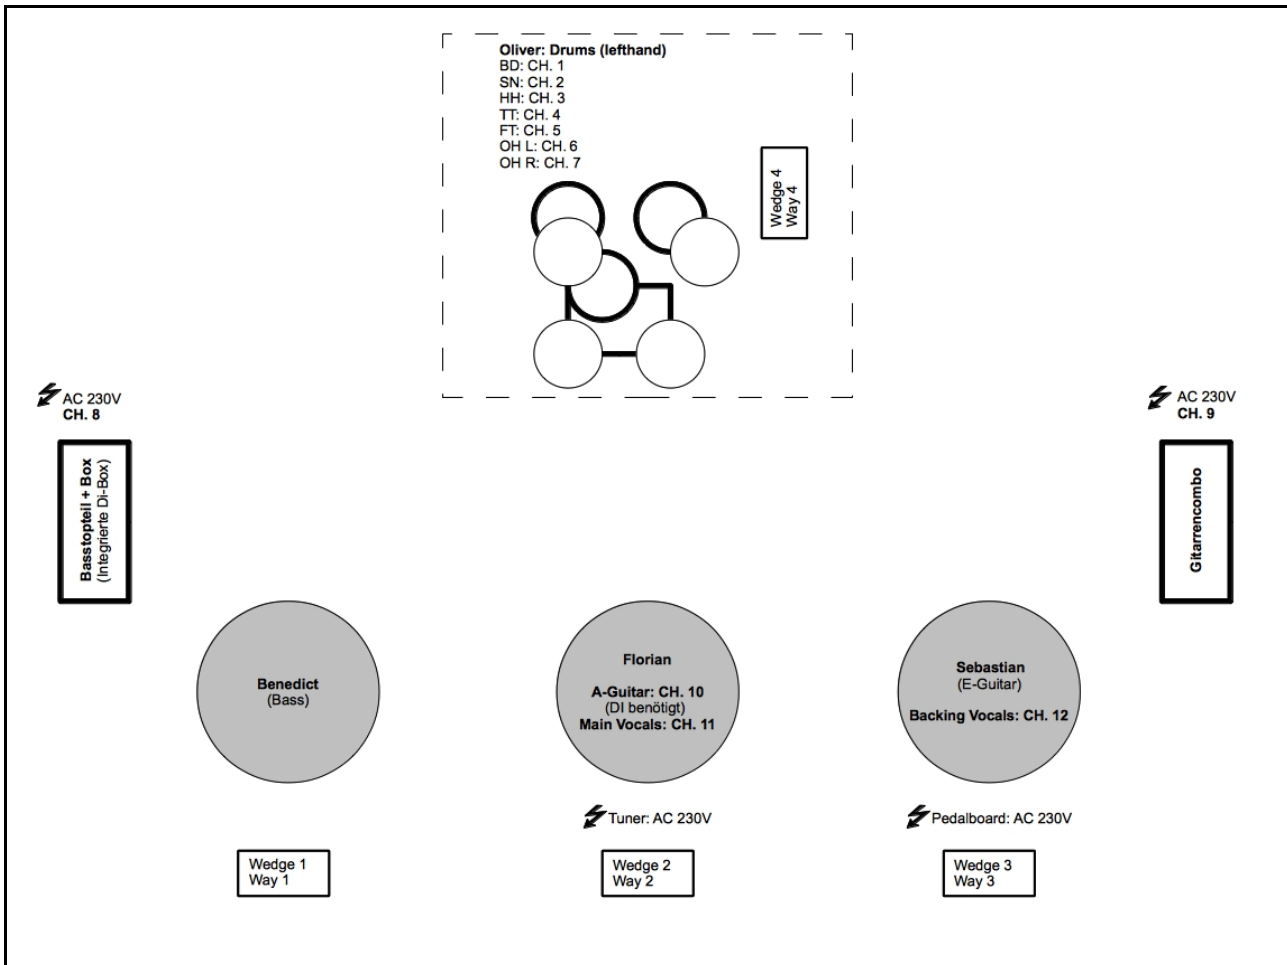 Oliver: Drums (lefthand)
BD: CH. 1
SN: CH. 2
HH: CH. 3
TT: CH. 4
FT: CH. 5
OH L: CH. 6
OH R: CH. 7
Wedge 4
Way 4
AC 230V
CH. 8
Basstopteil + Box
(Integrierte Di-Box)
AC 230V
CH. 9
Gitarrencombo
Benedict
(Bass)
Florian
A-Guitar: CH. 10
(DI benötigt)
Main Vocals: CH. 11
Sebastian
(E-Guitar)
Backing Vocals: CH. 12
Tuner: AC 230V
Pedalboard: AC 230V
Wedge 1
Way 1
Wedge 2
Way 2
Wedge 3
Way 3